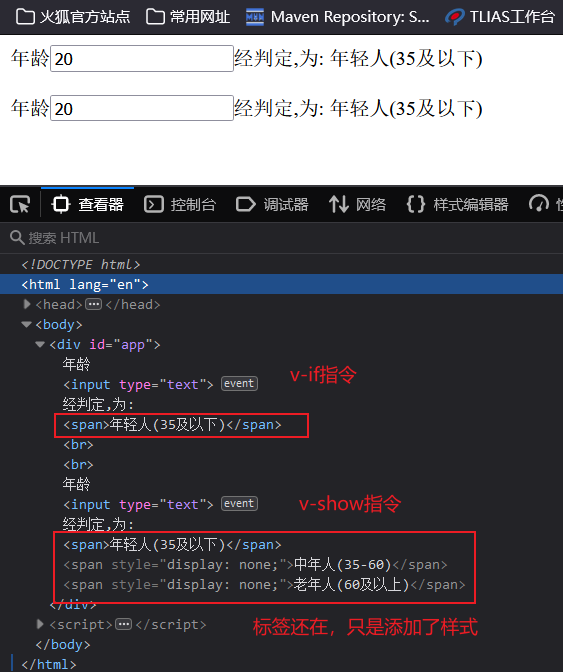 火狐官方站点 常用网址 Maven Repository: S... TLIAS工作台
年龄20经判定,为: 年轻人(35及以下)
年龄20经判定,为: 年轻人(35及以下)
查看器 控制台 调试器 网络 样式编辑器
搜索 HTML
<!DOCTYPE html>
<html lang="en">
<head>···</head>
<body>
<div id="app">
年龄
<input type="text"> event
v-if指令
经判定,为:
<span>年轻人(35及以下)</span>
<br>
<br>
年龄
<input type="text"> event
v-show指令
经判定,为:
<span>年轻人(35及以下)</span>
<span style="display: none;">中年人(35-60)</span>
<span style="display: none;">老年人(60及以上)</span>
</div>
<script>···</script>
标签还在，只是添加了样式
</body>
</html>